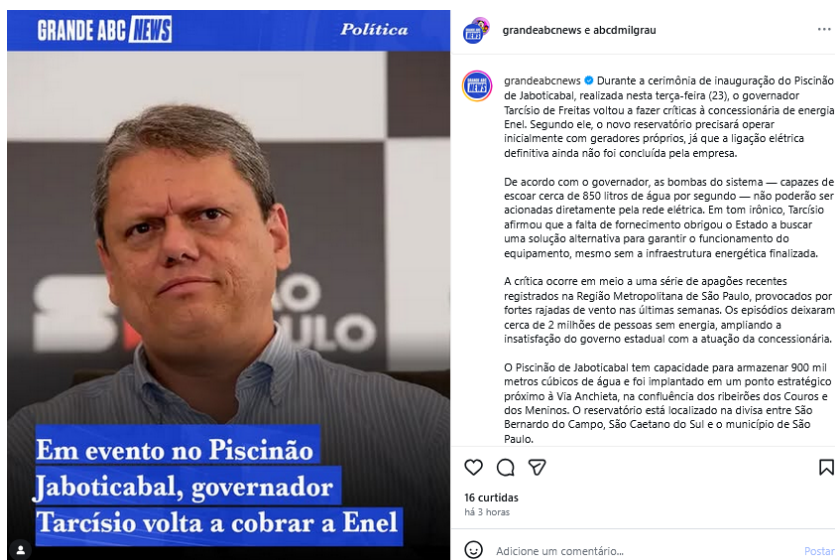 GRANDE ABC NEWS
Política
SÃO PAULO
Em evento no Piscinão
Jaboticabal, governador
Tarcísio volta a cobrar a Enel
grandeabcnews e abcdmilgrau
grandeabcnews Durante a cerimônia de inauguração do Piscinão
de Jaboticabal, realizada nesta terça-feira (23), o governador
Tarcísio de Freitas voltou a fazer críticas à concessionária de energia
Enel. Segundo ele, o novo reservatório precisará operar
inicialmente com geradores próprios, já que a ligação elétrica
definitiva ainda não foi concluída pela empresa.
De acordo com o governador, as bombas do sistema — capazes de
escoar cerca de 850 litros de água por segundo — não poderão ser
acionadas diretamente pela rede elétrica. Em tom irônico, Tarcísio
afirmou que a falta de fornecimento obrigou o Estado a buscar
uma solução alternativa para garantir o funcionamento do
equipamento, mesmo sem a infraestrutura energética finalizada.
A crítica ocorre em meio a uma série de apagões recentes
registrados na Região Metropolitana de São Paulo, provocados por
fortes rajadas de vento nas últimas semanas. Os episódios deixaram
cerca de 2 milhões de pessoas sem energia, ampliando a
insatisfação do governo estadual com a atuação da concessionária.
O Piscinão de Jaboticabal tem capacidade para armazenar 900 mil
metros cúbicos de água e foi implantado em um ponto estratégico
próximo à Via Anchieta, na confluência dos ribeirões dos Couros e
dos Meninos. O reservatório está localizado na divisa entre São
Bernardo do Campo, São Caetano do Sul e o município de São
Paulo.
16 curtidas
há 3 horas
Adicione um comentário...
Postar